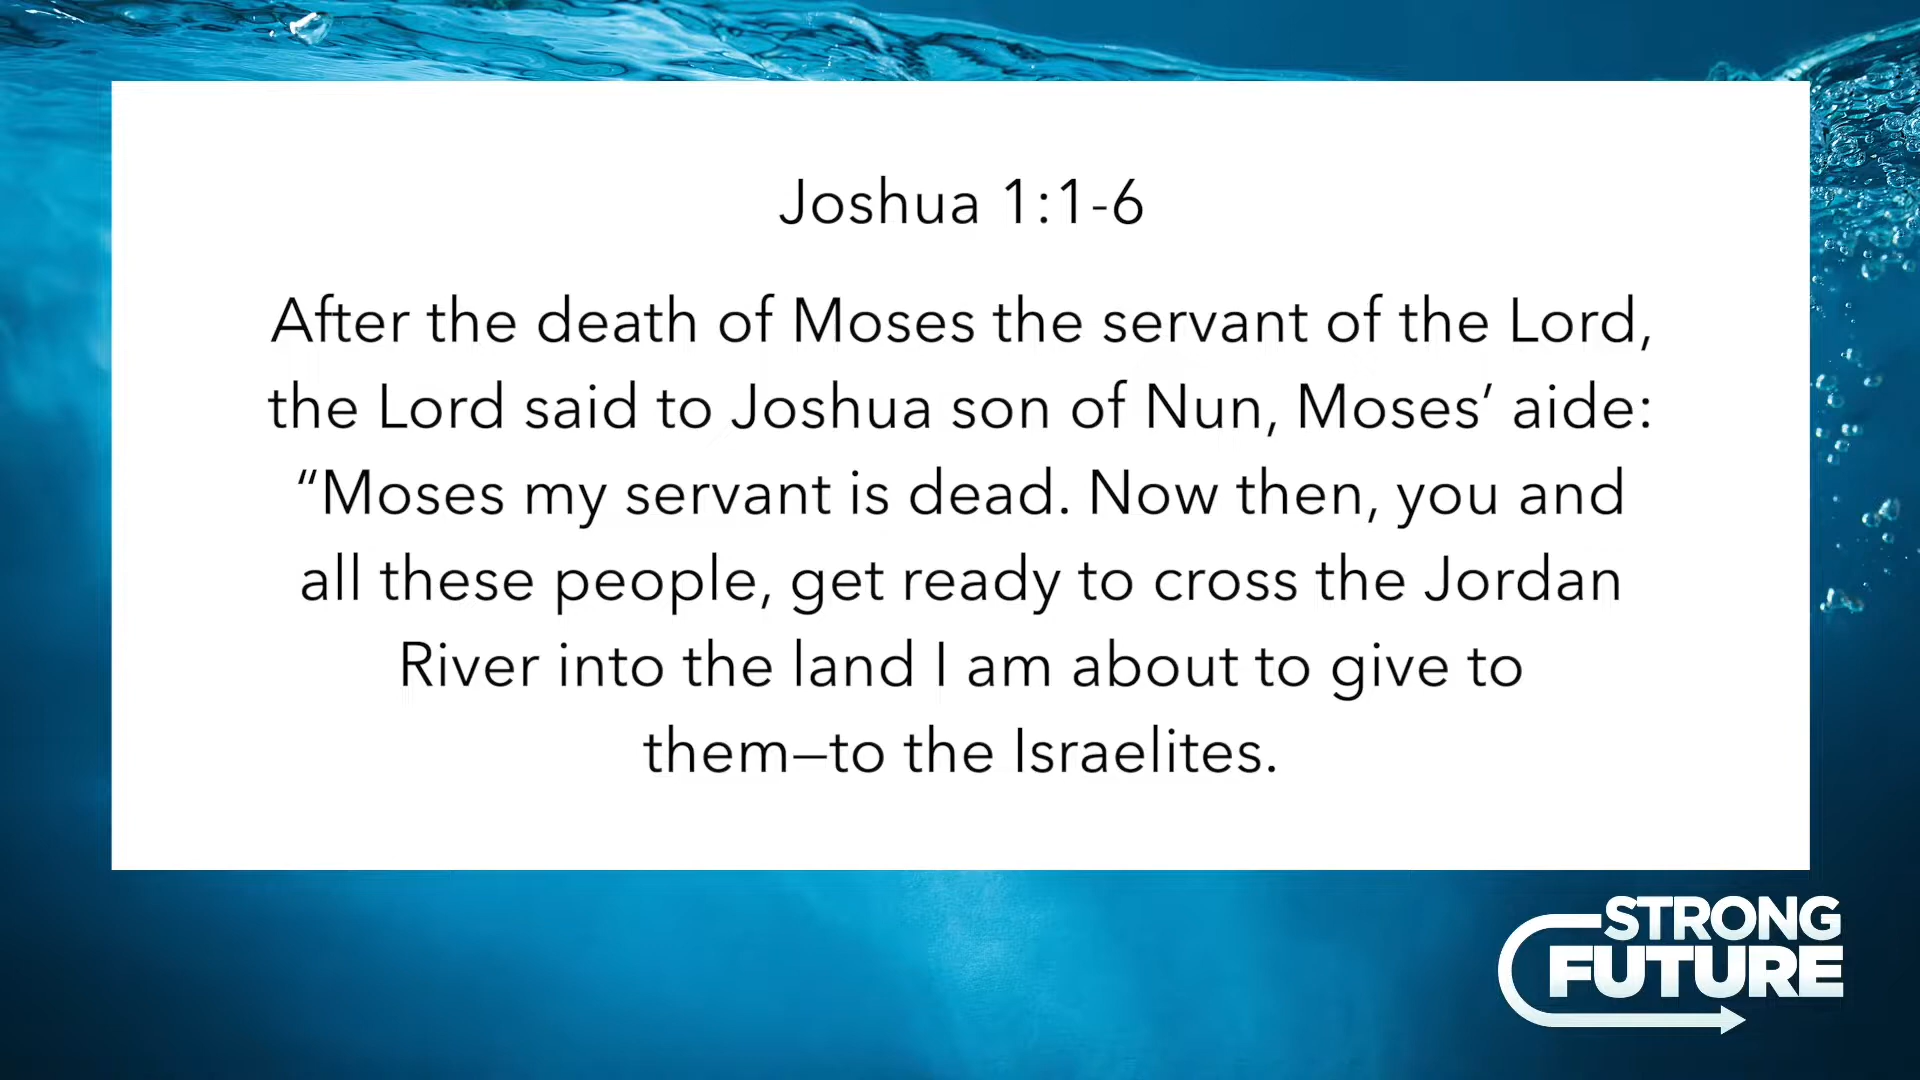 Joshua 1:1-6
After the death of Moses the servant of the Lord,
the Lord said to Joshua son of Nun, Moses’ aide:
“Moses my servant is dead. Now then, you and
all these people, get ready to cross the Jordan
River into the land I am about to give to
them—to the Israelites.
STRONG
FUTURE